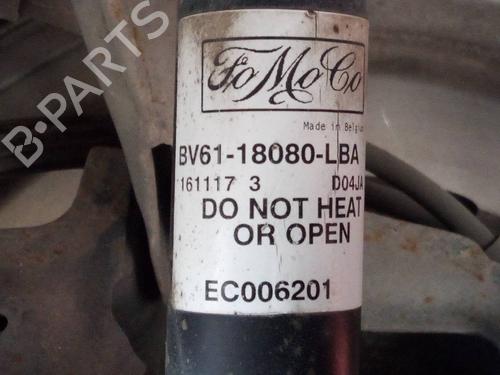 B-PARTS
FoMoCo
Made in Belgium
BV61-18080-LBA
161117 3 D04JA
DO NOT HEAT
OR OPEN
EC006201